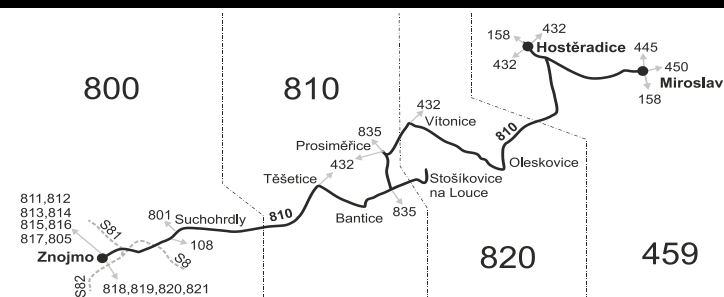 158
432
432
Hostěradice
445
450
Miroslav
158
800
810
432
Vítonice
810
835
Prosiměřice
432
Oleskovice
Těšetice
Stošíkovice
na Louce
Bantice
835
811,812
813,814
815,816
817,805
801
Suchohrdly
810
108
S81
S8
Znojmo
S82
818,819,820,821
820
459